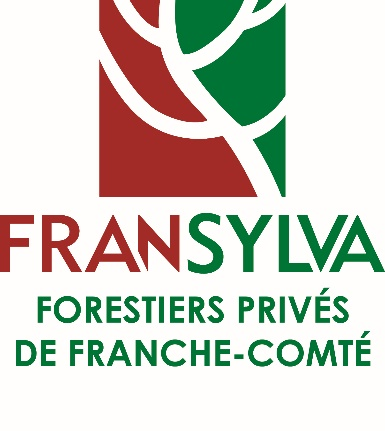 FRANSYLVA
FORESTIERS PRIVÉS
DE FRANCHE-COMTÉ